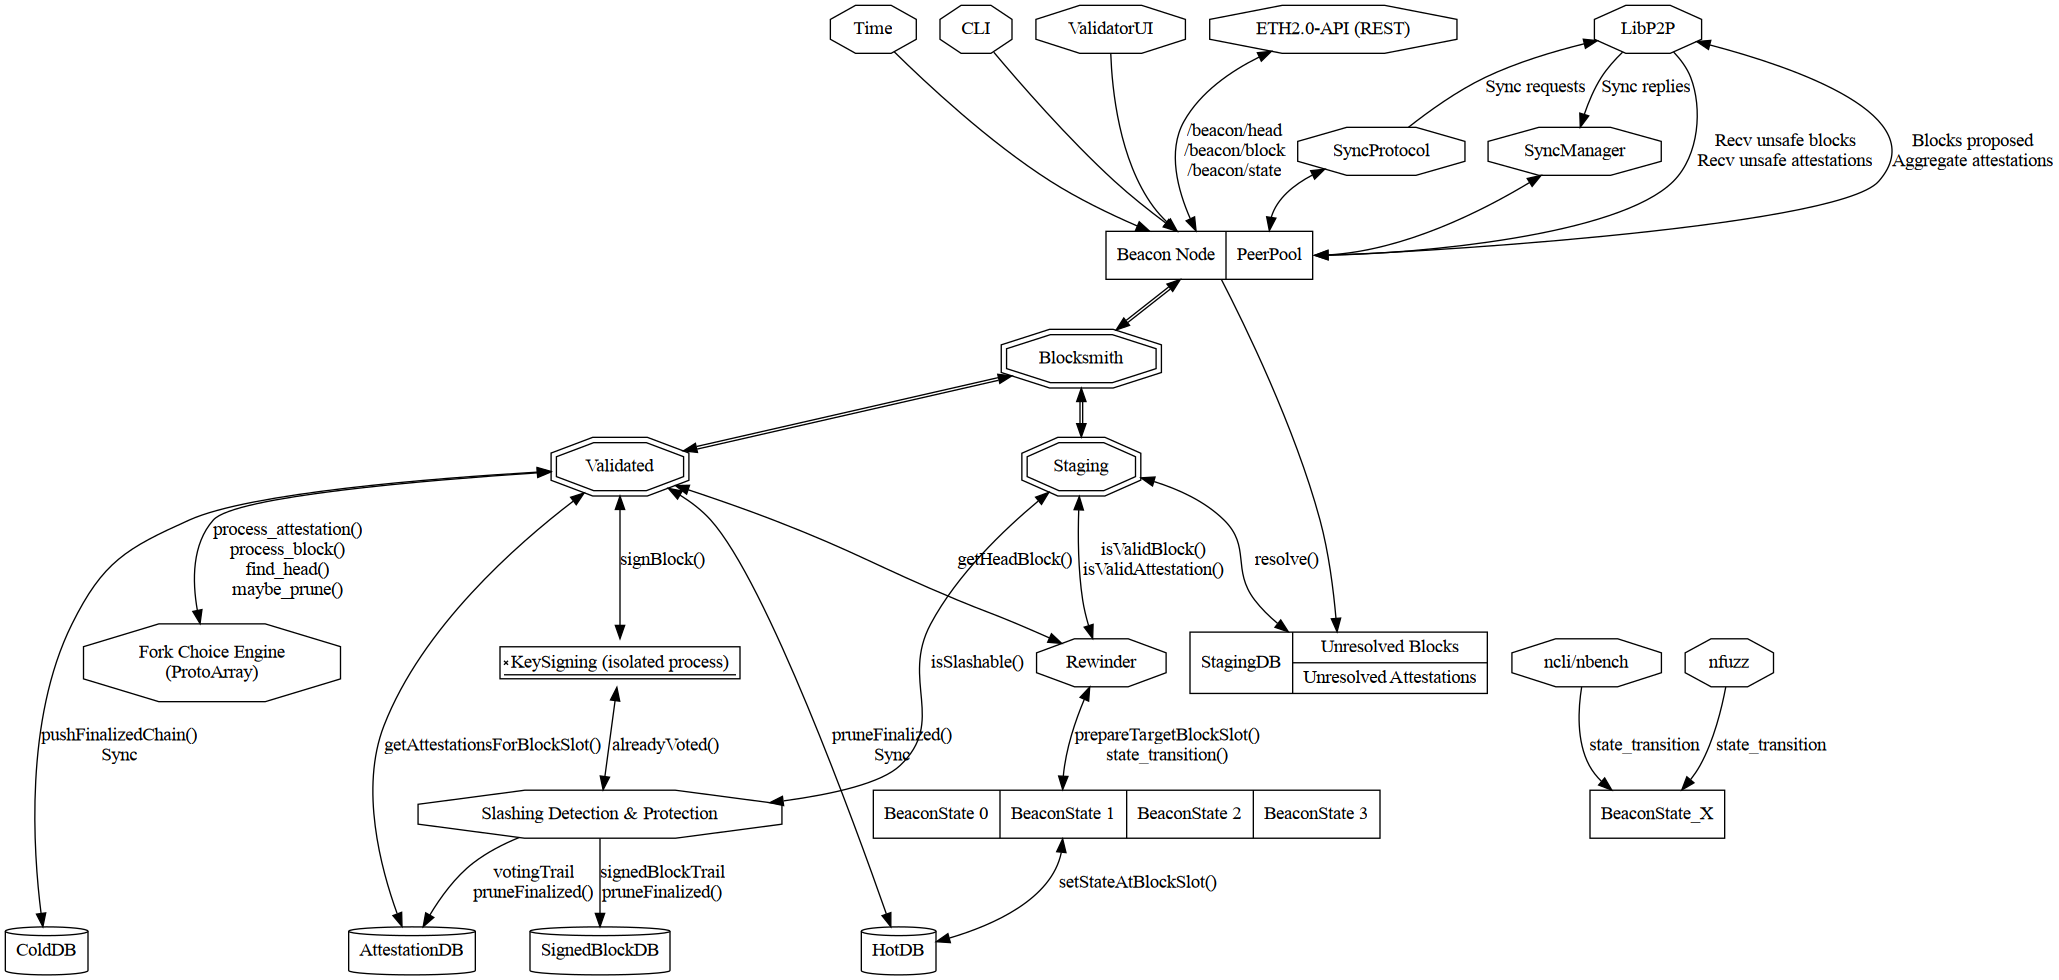 Time
CLI
ValidatorUI
ETH2.0-API (REST)
LibP2P
Sync requests
Sync replies
/beacon/head
/beacon/block
/beacon/state
SyncProtocol
SyncManager
Recv unsafe blocks
Recv unsafe attestations
Blocks proposed
Aggregate attestations
Beacon Node
PeerPool
Blocksmith
Validated
Staging
process_attestation()
process_block()
find_head()
maybe_prune()
signBlock()
getHeadBlock()
isValidBlock()
isValidAttestation()
resolve()
Fork Choice Engine
(ProtoArray)
KeySigning (isolated process)
isSlashable()
Rewinder
StagingDB
Unresolved Blocks
Unresolved Attestations
ncli/nbench
nfuzz
pushFinalizedChain()
Sync
getAttestationsForBlockSlot()
alreadyVoted()
pruneFinalized()
Sync
prepareTargetBlockSlot()
state_transition()
state_transition
state_transition
Slashing Detection & Protection
BeaconState 0
BeaconState 1
BeaconState 2
BeaconState 3
BeaconState_X
votingTrail
pruneFinalized()
signedBlockTrail
pruneFinalized()
setStateAtBlockSlot()
ColdDB
AttestationDB
SignedBlockDB
HotDB